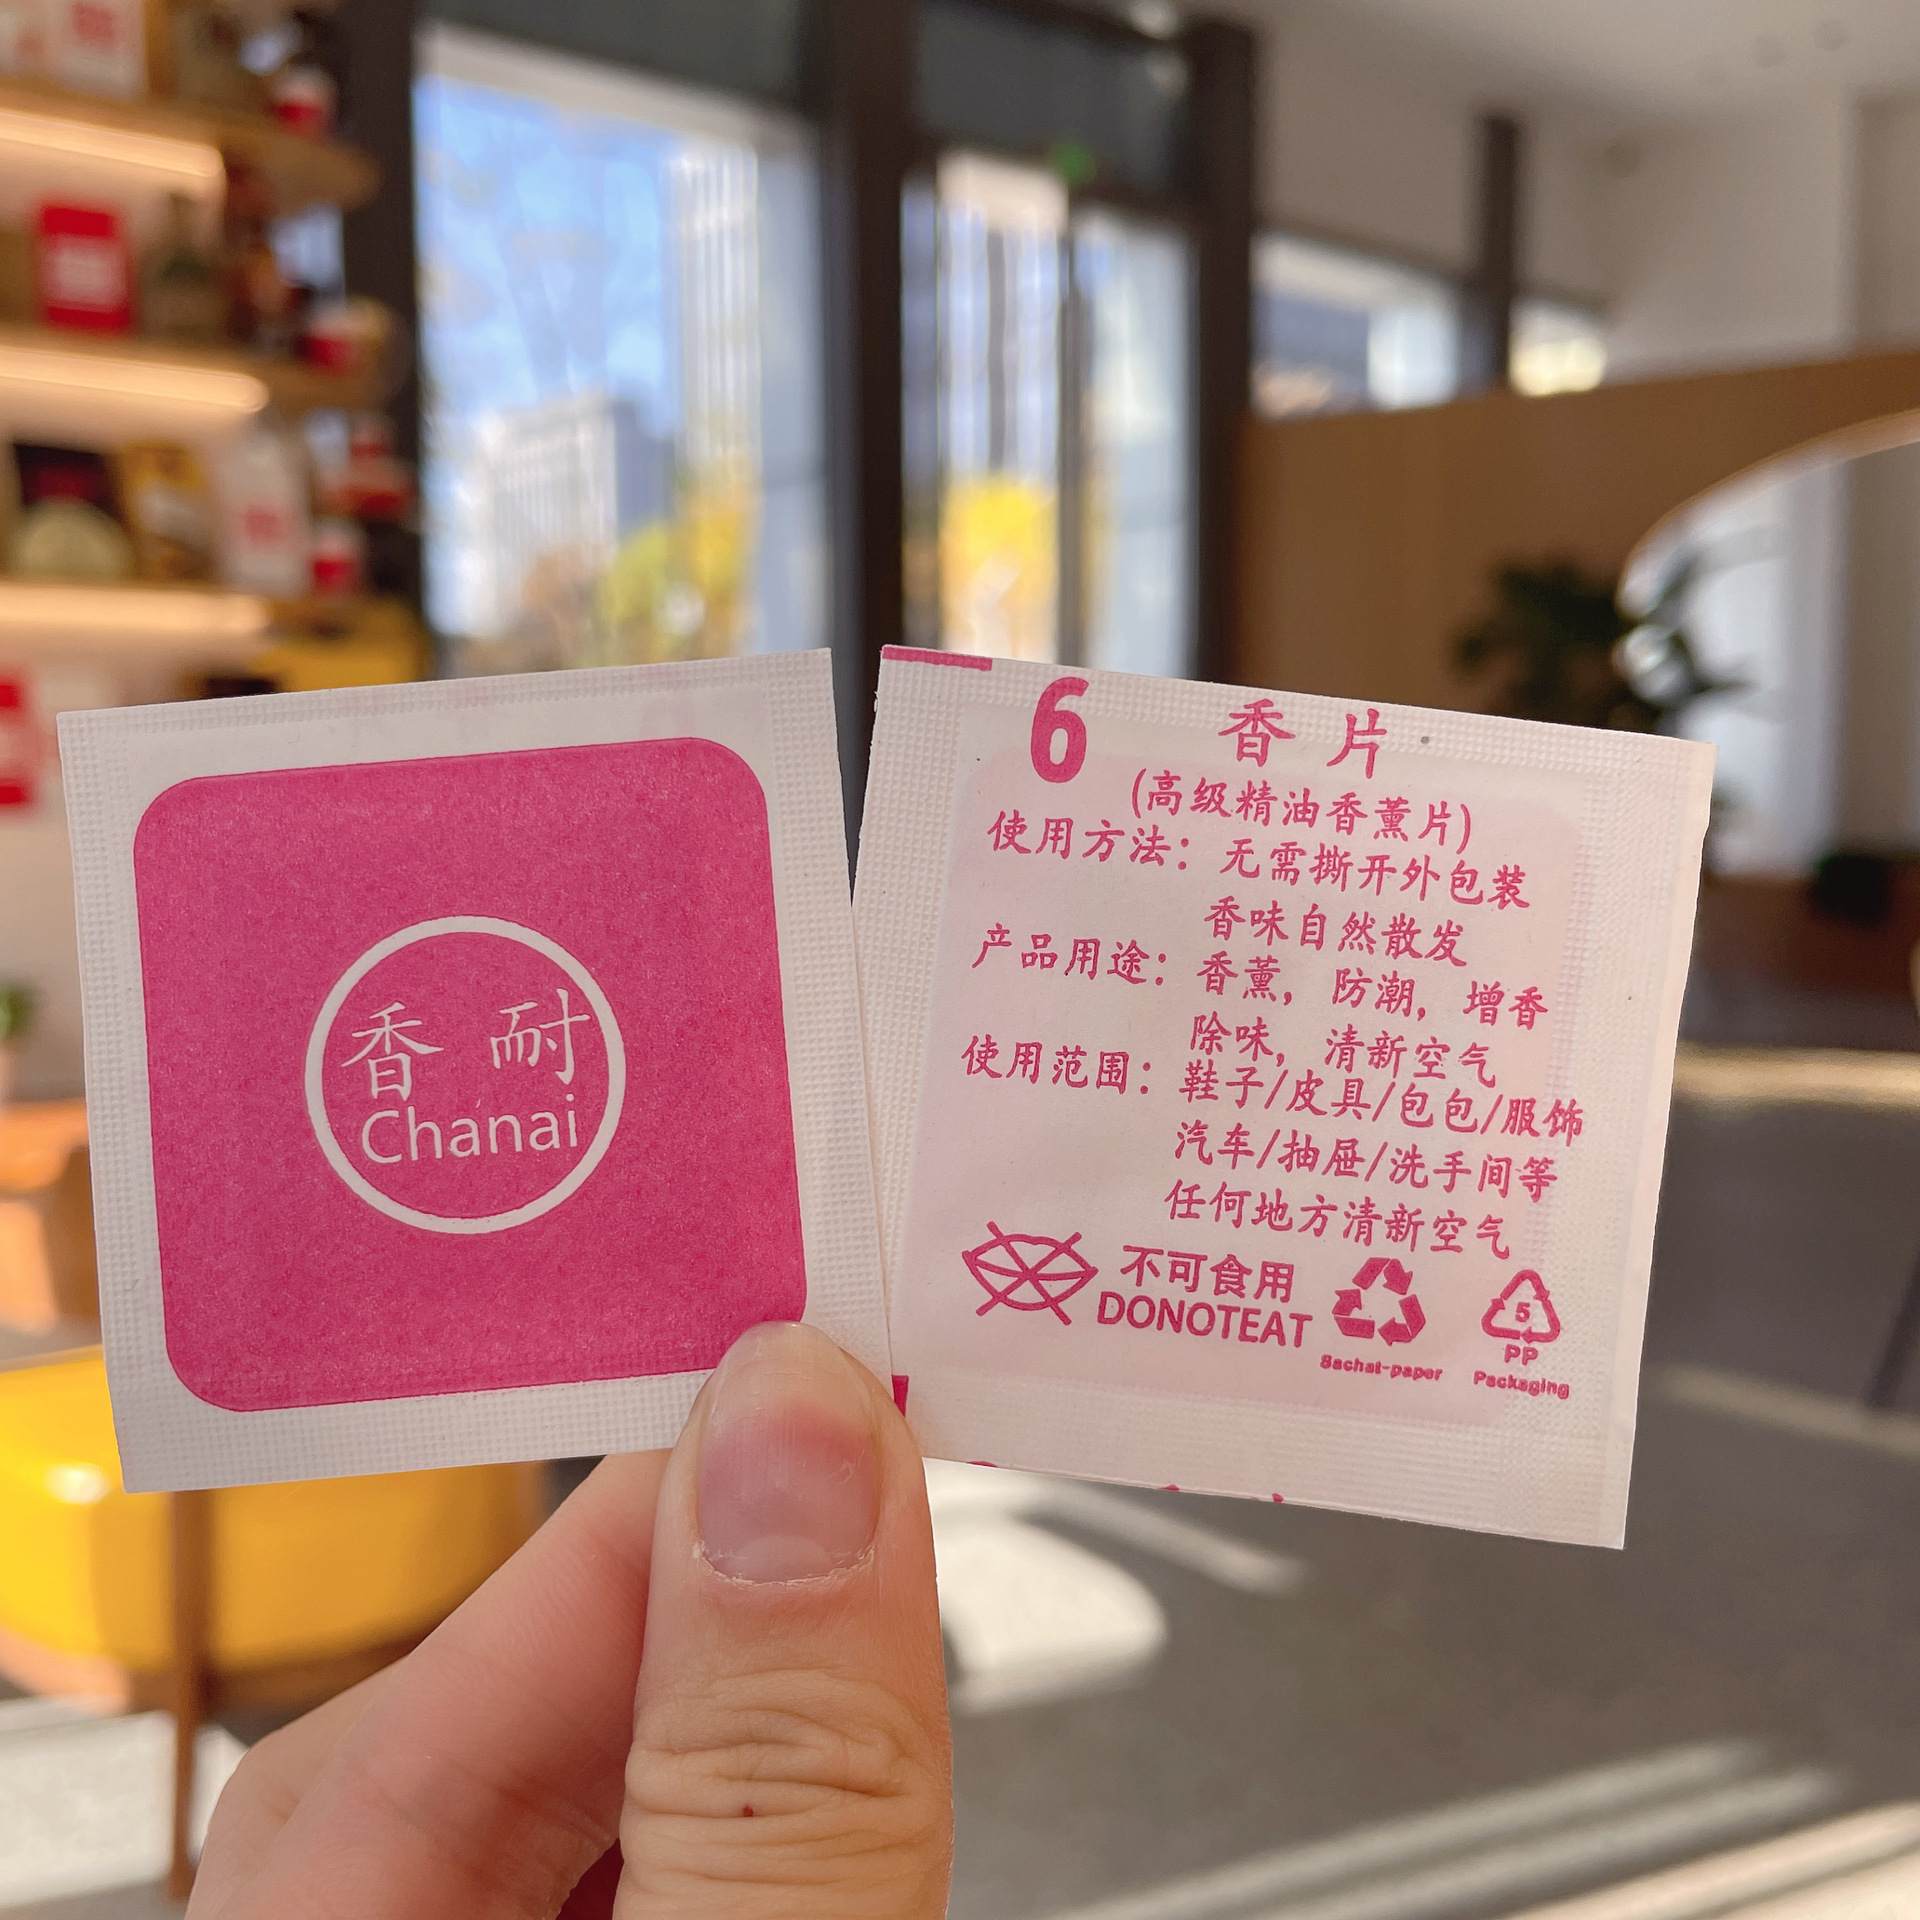 香 耐
Chanai
6 香 片
(高级精油香薰片)
使用方法：无需撕开外包装
香味自然散发
产品用途：香薰，防潮，增香
除味，清新空气
使用范围：鞋子/皮具/包包/服饰
汽车/抽屉/洗手间等
任何地方清新空气
不可食用
DONOTEAT
Sachat-paper
5
PP
Packaging